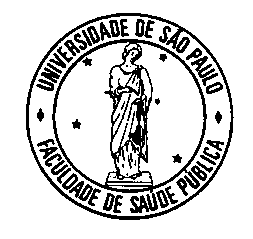 UNIVERSIDADE DE SÃO PAULO
FACULDADE DE SAÚDE PÚBLICA